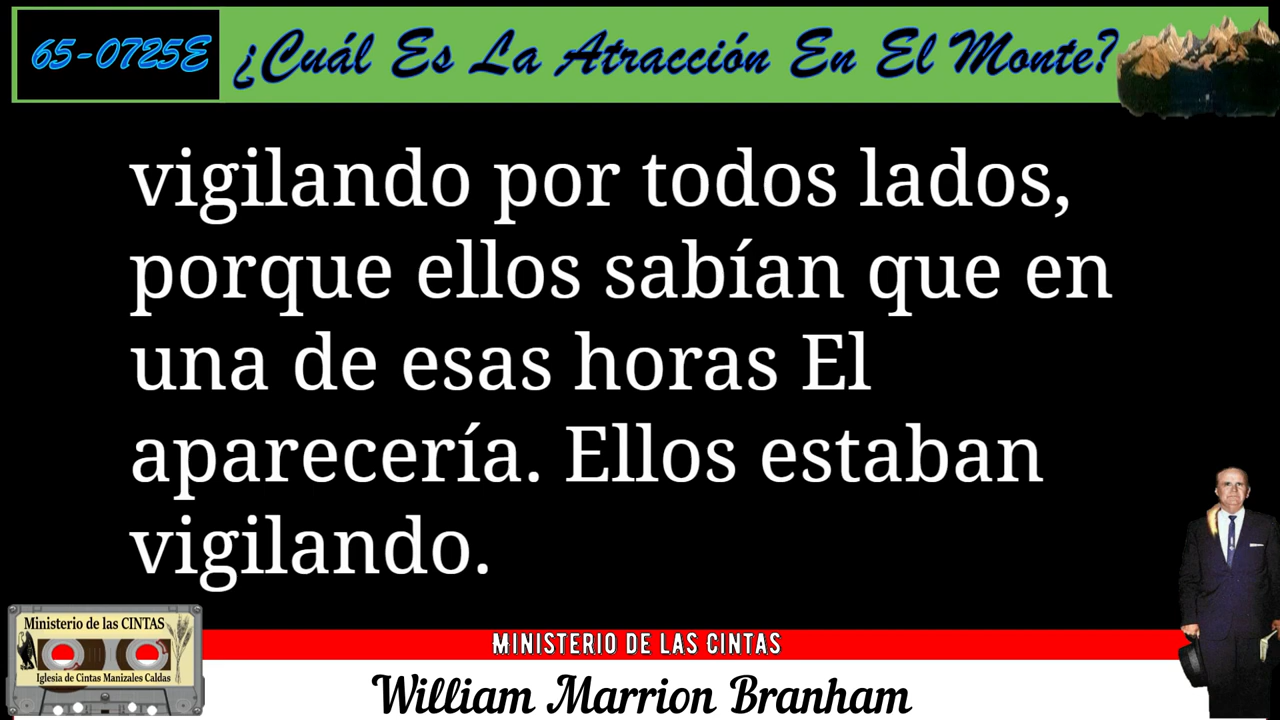 65-0725E ¿Cuál Es La Atracción En El Monte?
vigilando por todos lados,
porque ellos sabían que en
una de esas horas El
aparecería. Ellos estaban
vigilando.
Ministerio de las CINTAS
Iglesia de Cintas Manizales Caldas
MINISTERIO DE LAS CINTAS
William Marrion Branham